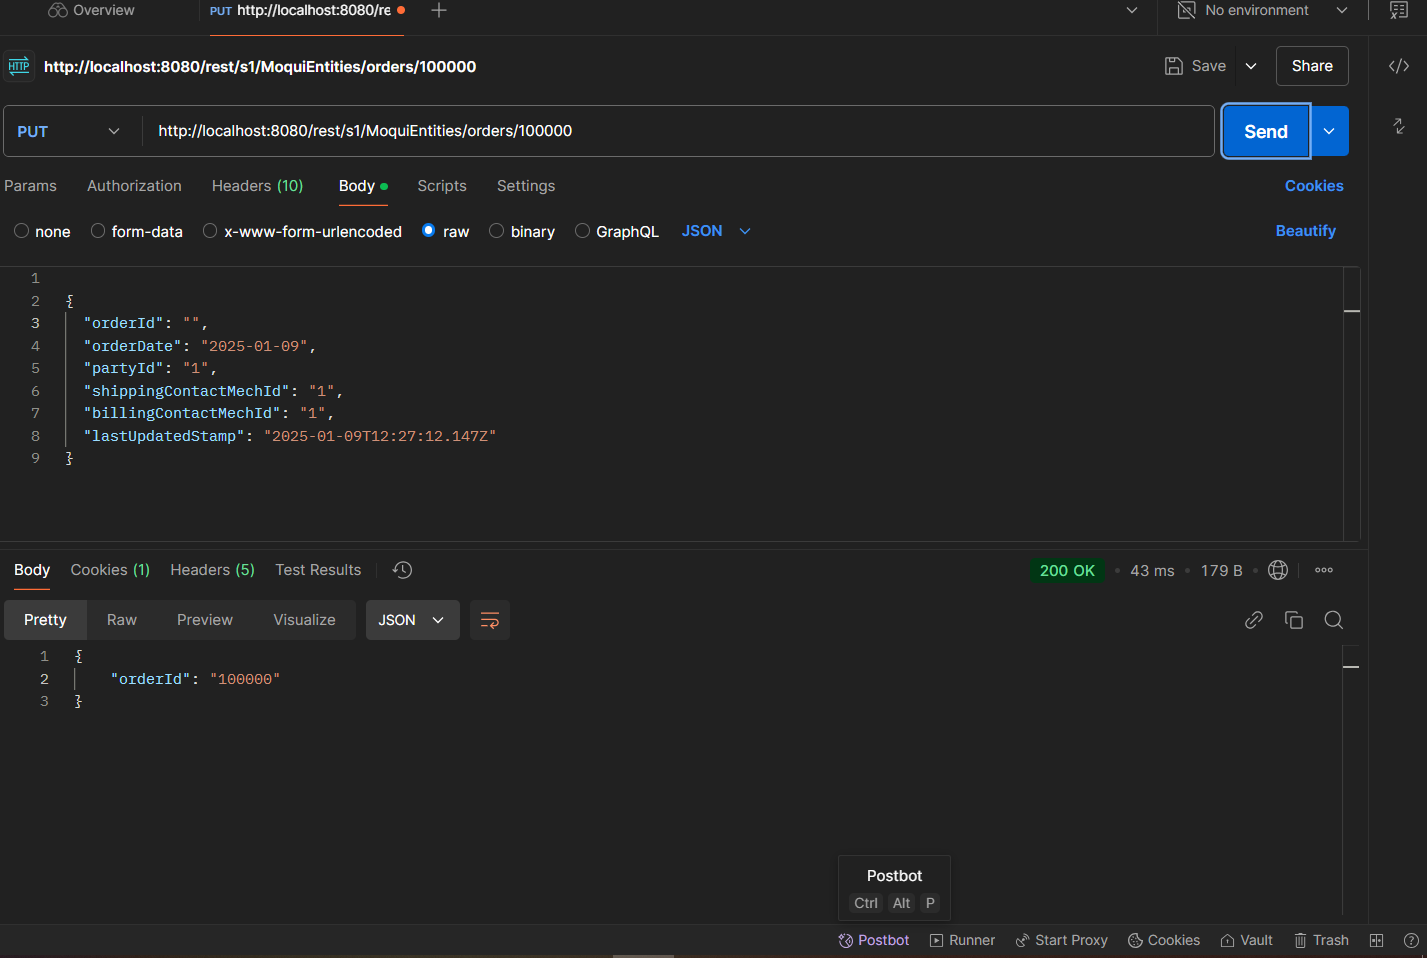 Overview
PUT http://localhost:8080/re
No environment
HTTP http://localhost:8080/rest/s1/MoquiEntities/orders/100000
Save
Share
PUT
http://localhost:8080/rest/s1/MoquiEntities/orders/100000
Send
Params Authorization Headers (10) Body Scripts Settings
Cookies
none form-data x-www-form-urlencoded raw binary GraphQL JSON
Beautify
1
2 {
3 "orderId": "",
4 "orderDate": "2025-01-09",
5 "partyId": "1",
6 "shippingContactMechId": "1",
7 "billingContactMechId": "1",
8 "lastUpdatedStamp": "2025-01-09T12:27:12.147Z"
9 }
Body Cookies (1) Headers (5) Test Results
200 OK • 43 ms • 179 B
Pretty Raw Preview Visualize JSON
1 {
2 "orderId": "100000"
3 }
Postbot
Ctrl Alt P
Postbot Runner Start Proxy Cookies Vault Trash